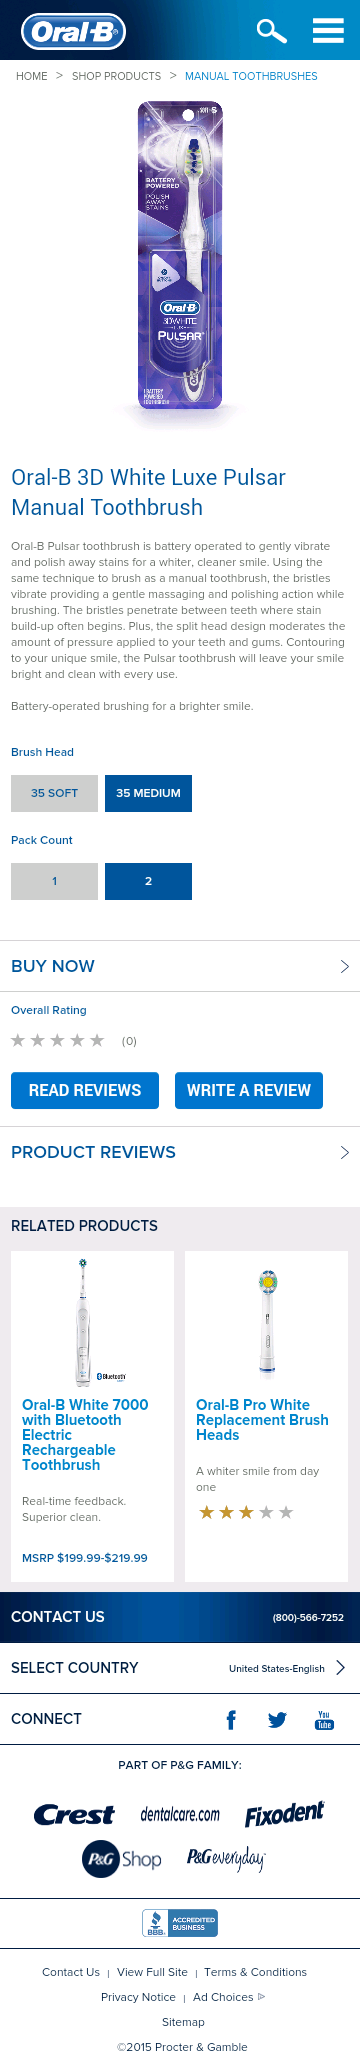 Oral-B
HOME > SHOP PRODUCTS > MANUAL TOOTHBRUSHES
SOFT
BATTERY
POWERED
POLISH
AWAY
STAINS
Oral-B
3DWHITE
LUXE
PULSAR
1 BATTERY
POWERED
TOOTHBRUSH
Oral-B 3D White Luxe Pulsar
Manual Toothbrush
Oral-B Pulsar toothbrush is battery operated to gently vibrate
and polish away stains for a whiter, cleaner smile. Using the
same technique to brush as a manual toothbrush, the bristles
vibrate providing a gentle massaging and polishing action while
brushing. The bristles penetrate between teeth where stain
build-up often begins. Plus, the split head design moderates the
amount of pressure applied to your teeth and gums. Contouring
to your unique smile, the Pulsar toothbrush will leave your smile
bright and clean with every use.
Battery-operated brushing for a brighter smile.
Brush Head
35 SOFT 35 MEDIUM
Pack Count
1 2
BUY NOW
Overall Rating
(0)
READ REVIEWS WRITE A REVIEW
PRODUCT REVIEWS
RELATED PRODUCTS
Bluetooth
Oral-B White 7000
with Bluetooth
Electric
Rechargeable
Toothbrush
Real-time feedback.
Superior clean.
MSRP $199.99-$219.99
Oral-B Pro White
Replacement Brush
Heads
A whiter smile from day
one
CONTACT US (800)-566-7252
SELECT COUNTRY United States-English
CONNECT f You Tube
PART OF P&G FAMILY:
Crest dentalcare.com Fixodent
P&G Shop P&G everyday
BBB ACCREDITED BUSINESS
Contact Us | View Full Site | Terms & Conditions
Privacy Notice | Ad Choices
Sitemap
©2015 Procter & Gamble